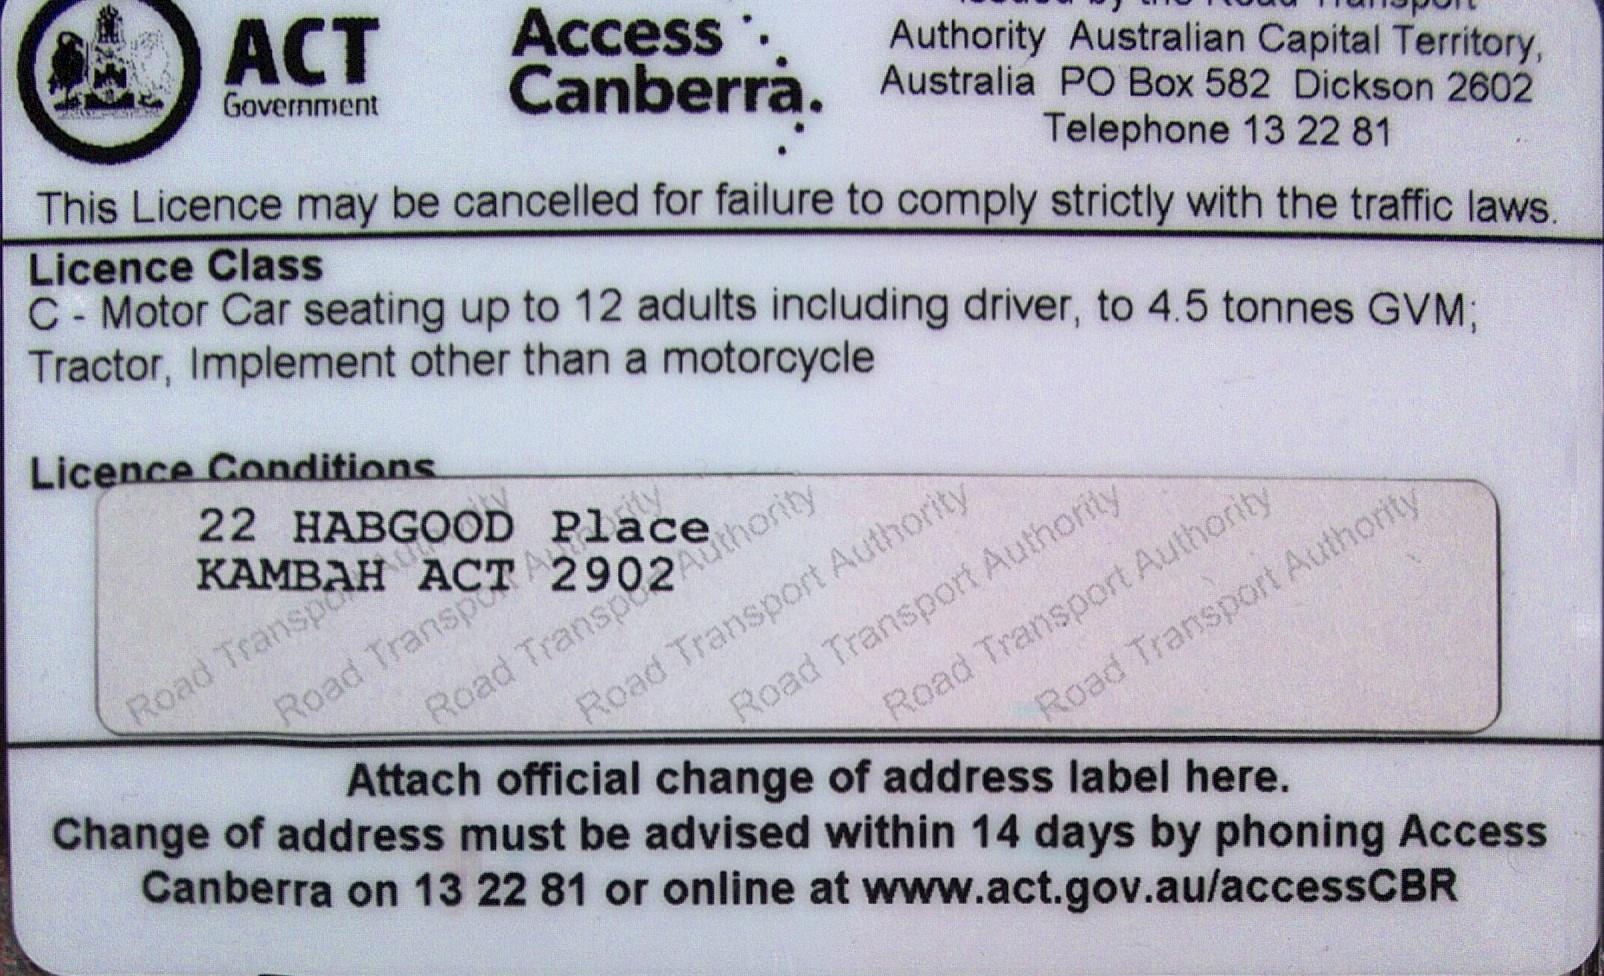 ACT
Government
Access
Canberra.
Issued by the Road Transport
Authority Australian Capital Territory,
Australia PO Box 582 Dickson 2602
Telephone 13 22 81
This Licence may be cancelled for failure to comply strictly with the traffic laws.
Licence Class
C - Motor Car seating up to 12 adults including driver, to 4.5 tonnes GVM;
Tractor, Implement other than a motorcycle
Licence Conditions
22 HABGOOD Place
KAMBAH ACT 2902
Road Transport Authority
Road Transport Authority
Road Transport Authority
Road Transport Authority
Road Transport Authority
Road Transport Authority
Road Transport Authority
Attach official change of address label here.
Change of address must be advised within 14 days by phoning Access
Canberra on 13 22 81 or online at www.act.gov.au/accessCBR